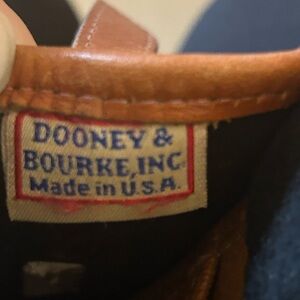 DOONEY &
BOURKE, INC.
Made in U.S.A.